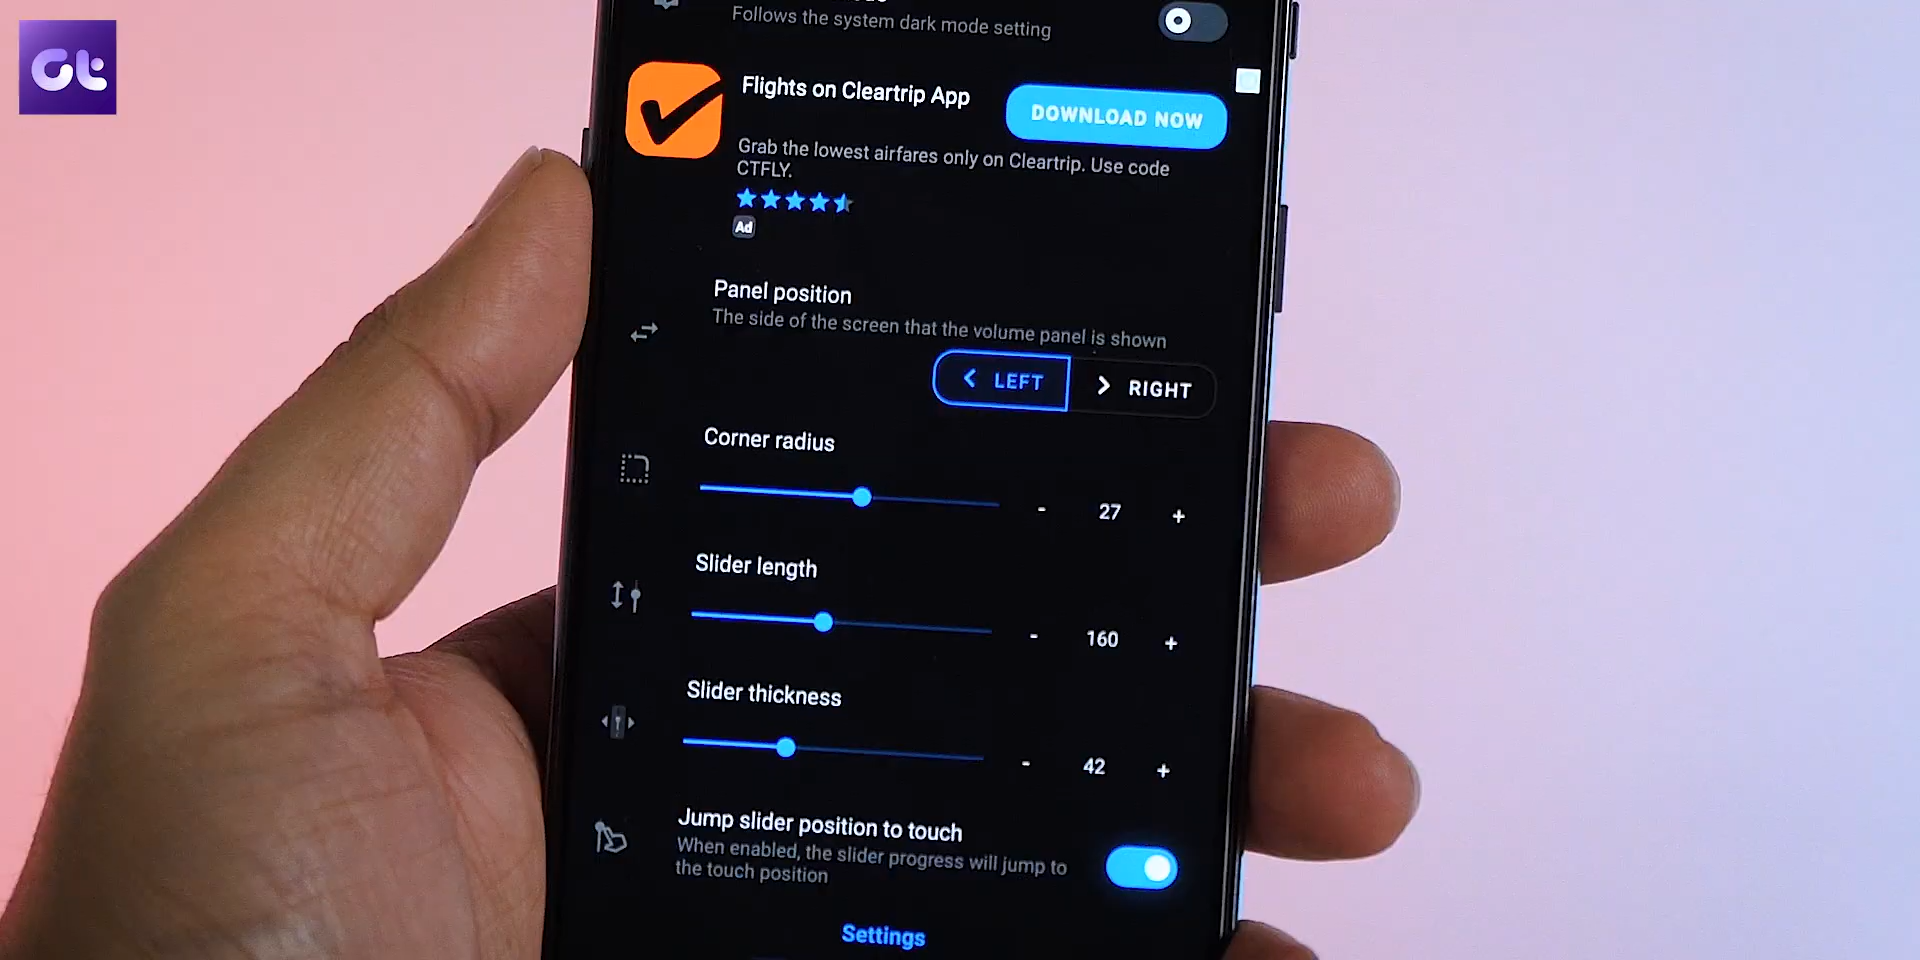 Gt
Follows the system dark mode setting
Flights on Cleartrip App
DOWNLOAD NOW
Grab the lowest airfares only on Cleartrip. Use code
CTFLY.
Ad
Panel position
The side of the screen that the volume panel is shown
< LEFT
> RIGHT
Corner radius
- 27 +
Slider length
- 160 +
Slider thickness
- 42 +
Jump slider position to touch
When enabled, the slider progress will jump to
the touch position
Settings